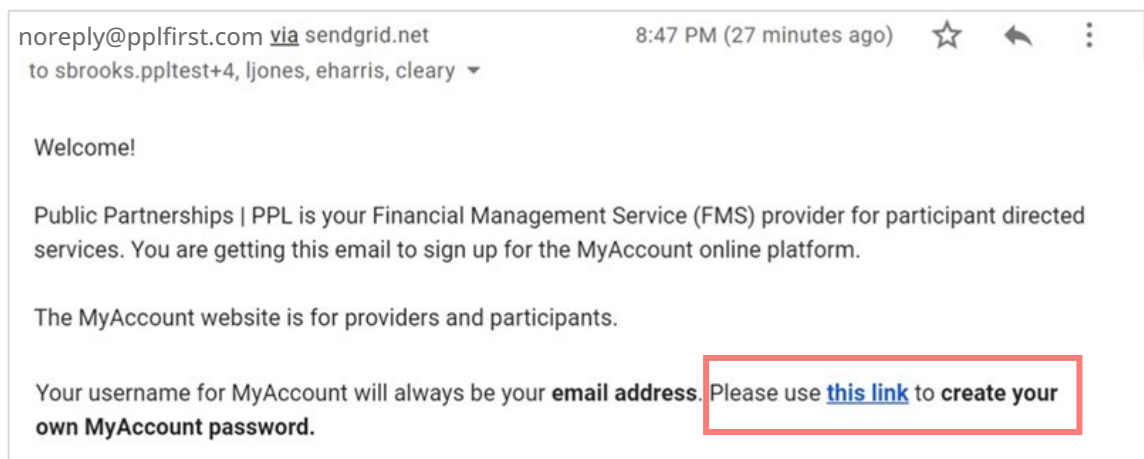 noreply@pplfirst.com via sendgrid.net 8:47 PM (27 minutes ago)
to sbrooks.ppltest+4, ljones, eharris, cleary
Welcome!
Public Partnerships | PPL is your Financial Management Service (FMS) provider for participant directed
services. You are getting this email to sign up for the MyAccount online platform.
The MyAccount website is for providers and participants.
Your username for MyAccount will always be your email address. Please use this link to create your
own MyAccount password.